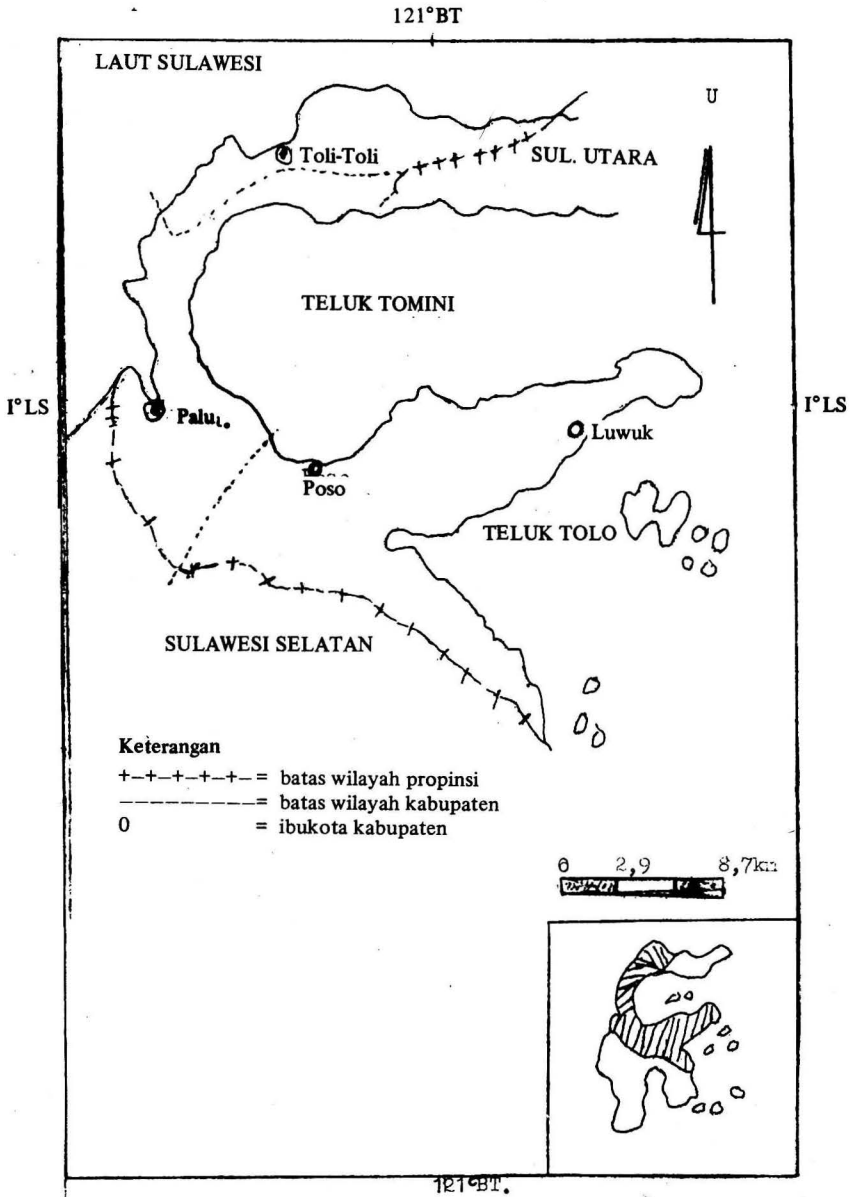 121°BT
LAUT SULAWESI
U
Toli-Toli
SUL. UTARA
TELUK TOMINI
I°LS
I°LS
Palu
Luwuk
Poso
TELUK TOLO
SULAWESI SELATAN
Keterangan
+–+–+–+–+– = batas wilayah propinsi
–––––––––– = batas wilayah kabupaten
0 = ibukota kabupaten
0 2,9 8,7km
121°BT.